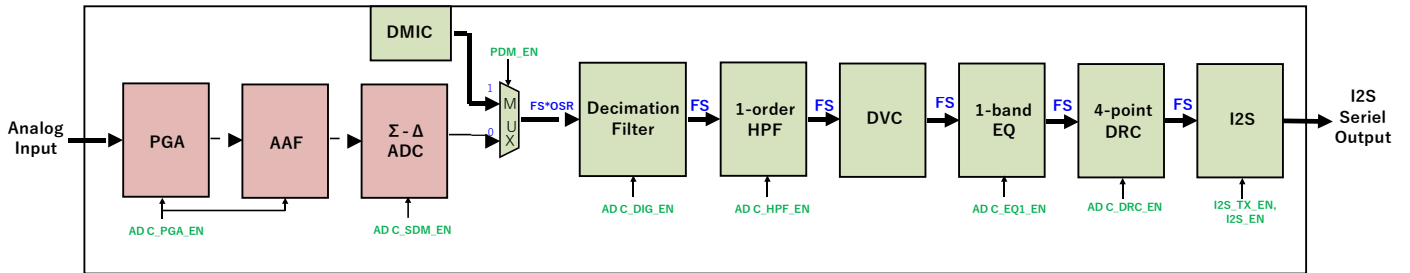 DMIC
PDM_EN
1
0
M
U
X
FS*OSR
Analog
Input
PGA
AAF
Σ - Δ
ADC
Decimation
Filter
FS
1-order
HPF
FS
DVC
FS
1-band
EQ
FS
4-point
DRC
FS
I2S
I2S
Seriel
Output
AD C_PGA_EN
AD C_SDM_EN
AD C_DIG_EN
AD C_HPF_EN
AD C_EQ1_EN
AD C_DRC_EN
I2S_TX_EN,
I2S_EN